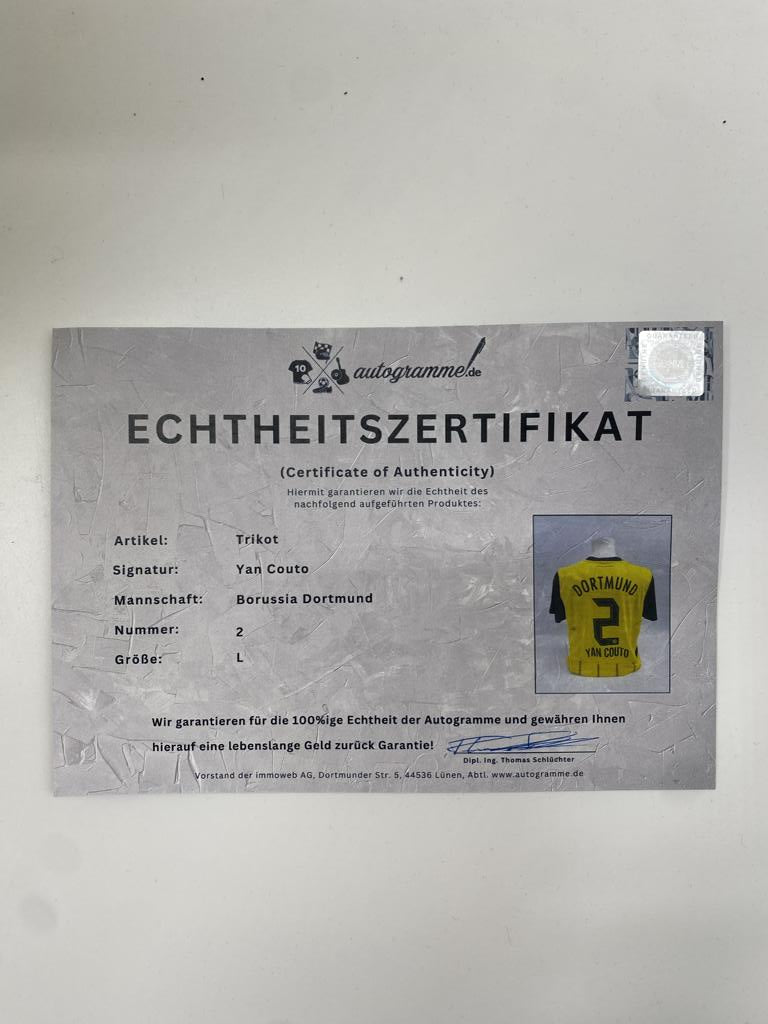 10
autogramme.de
GUARANTEED
ECHTHEITSZERTIFIKAT
(Certificate of Authenticity)
Hiermit garantieren wir die Echtheit des
nachfolgend aufgeführten Produktes:
Artikel: Trikot
Signatur: Yan Couto
Mannschaft: Borussia Dortmund
Nummer: 2
Größe: L
DORTMUND
2
YAN COUTO
Wir garantieren für die 100%ige Echtheit der Autogramme und gewähren Ihnen
hierauf eine lebenslange Geld zurück Garantie!
Dipl. Ing. Thomas Schlüchter
Vorstand der immoweb AG, Dortmunder Str. 5, 44536 Lünen, Abtl. www.autogramme.de